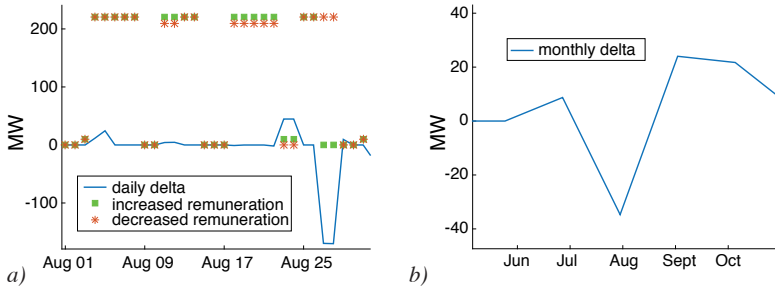 200
100
0
-100
MW
daily delta
increased remuneration
decreased remuneration
Aug 01 Aug 09 Aug 17 Aug 25
a)
40
20
0
-20
-40
MW
monthly delta
Jun Jul Aug Sept Oct
b)